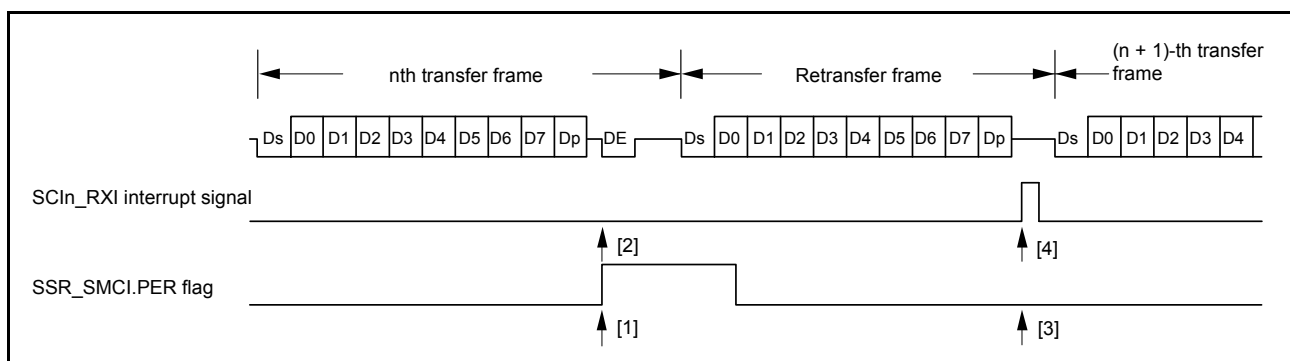 nth transfer frame
Retransfer frame
(n + 1)-th transfer
frame
Ds D0 D1 D2 D3 D4 D5 D6 D7 Dp DE Ds D0 D1 D2 D3 D4 D5 D6 D7 Dp Ds D0 D1 D2 D3 D4
SCIn_RXI interrupt signal
[2] [4]
SSR_SMCI.PER flag
[1] [3]